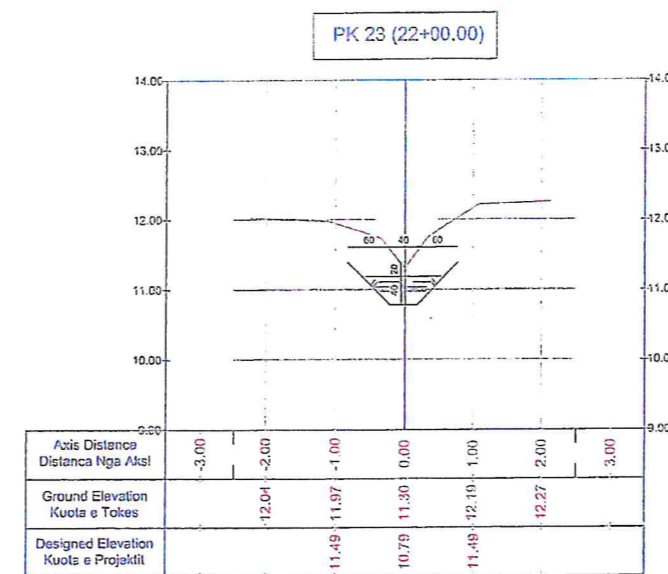 PK 23 (22+00.00)
14.00 14.00
13.00 13.00
12.00 12.00
60 40 60
20
11.00 11.00
40
10.00 10.00
9.00 9.00
Axis Distance
Distanca Nga Aksi
-3.00 -2.00 -1.00 0.00 1.00 2.00 3.00
Ground Elevation
Kuota e Tokes
12.04 11.97 11.30 12.19 12.27
Designed Elevation
Kuota e Projektit
11.49 10.79 11.49